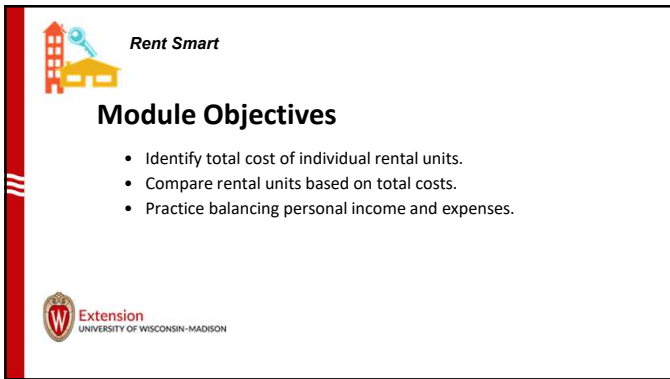 Rent Smart
Module Objectives
• Identify total cost of individual rental units.
• Compare rental units based on total costs.
• Practice balancing personal income and expenses.
W
Extension
UNIVERSITY OF WISCONSIN-MADISON